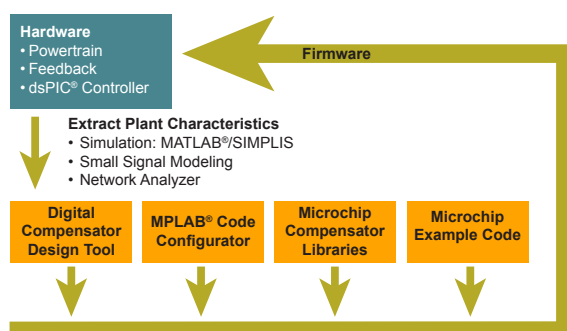 Hardware
• Powertrain
• Feedback
• dsPIC® Controller
Firmware
Extract Plant Characteristics
• Simulation: MATLAB®/SIMPLIS
• Small Signal Modeling
• Network Analyzer
Digital
Compensator
Design Tool
MPLAB® Code
Configurator
Microchip
Compensator
Libraries
Microchip
Example Code